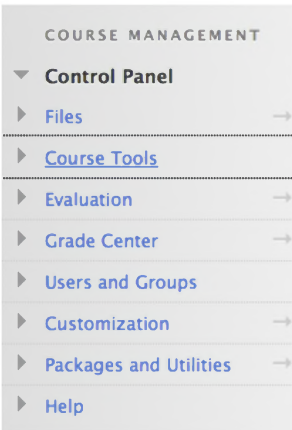 COURSE MANAGEMENT
Control Panel
Files
Course Tools
Evaluation
Grade Center
Users and Groups
Customization
Packages and Utilities
Help